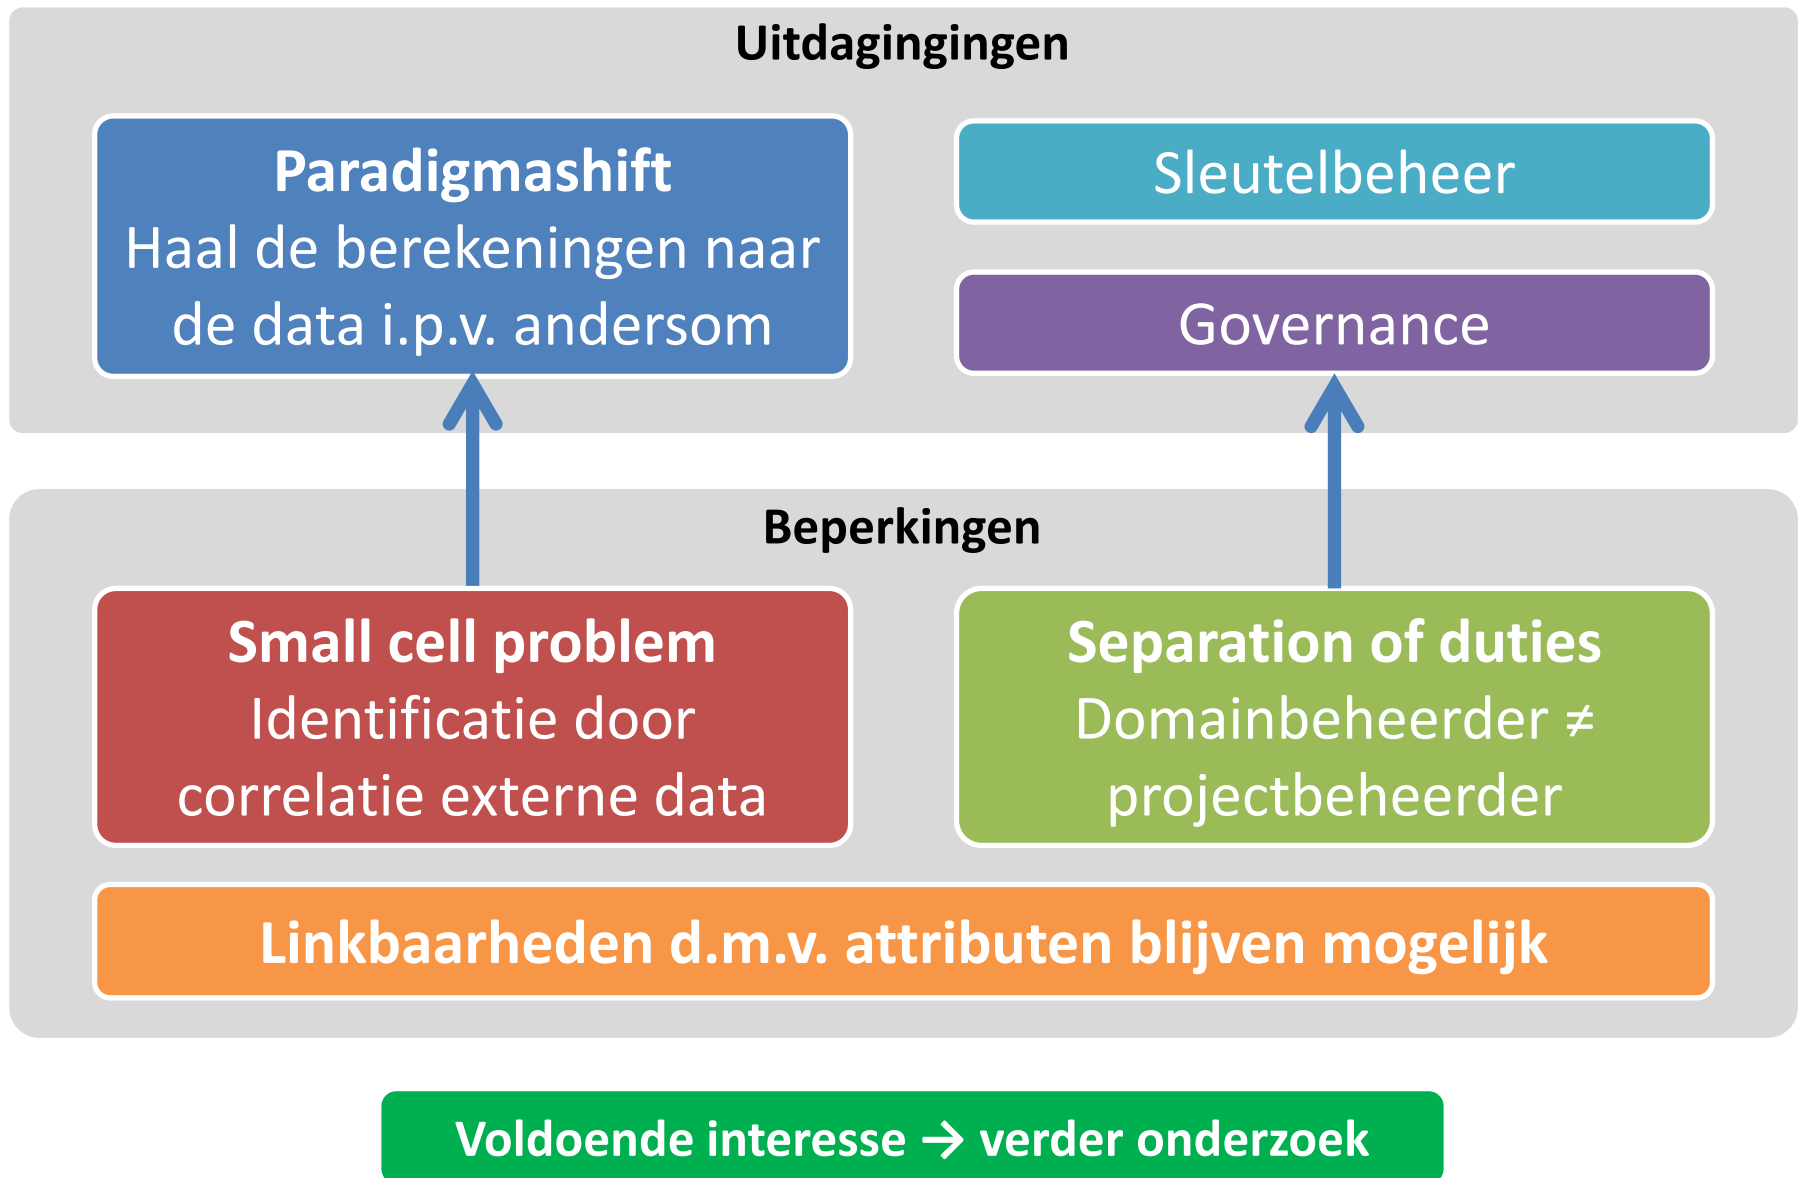 Uitdagingingen
Paradigmashift
Haal de berekeningen naar
de data i.p.v. andersom
Sleutelbeheer
Governance
Beperkingen
Small cell problem
Identificatie door
correlatie externe data
Separation of duties
Domainbeheerder ≠
projectbeheerder
Linkbaarheden d.m.v. attributen blijven mogelijk
Voldoende interesse → verder onderzoek